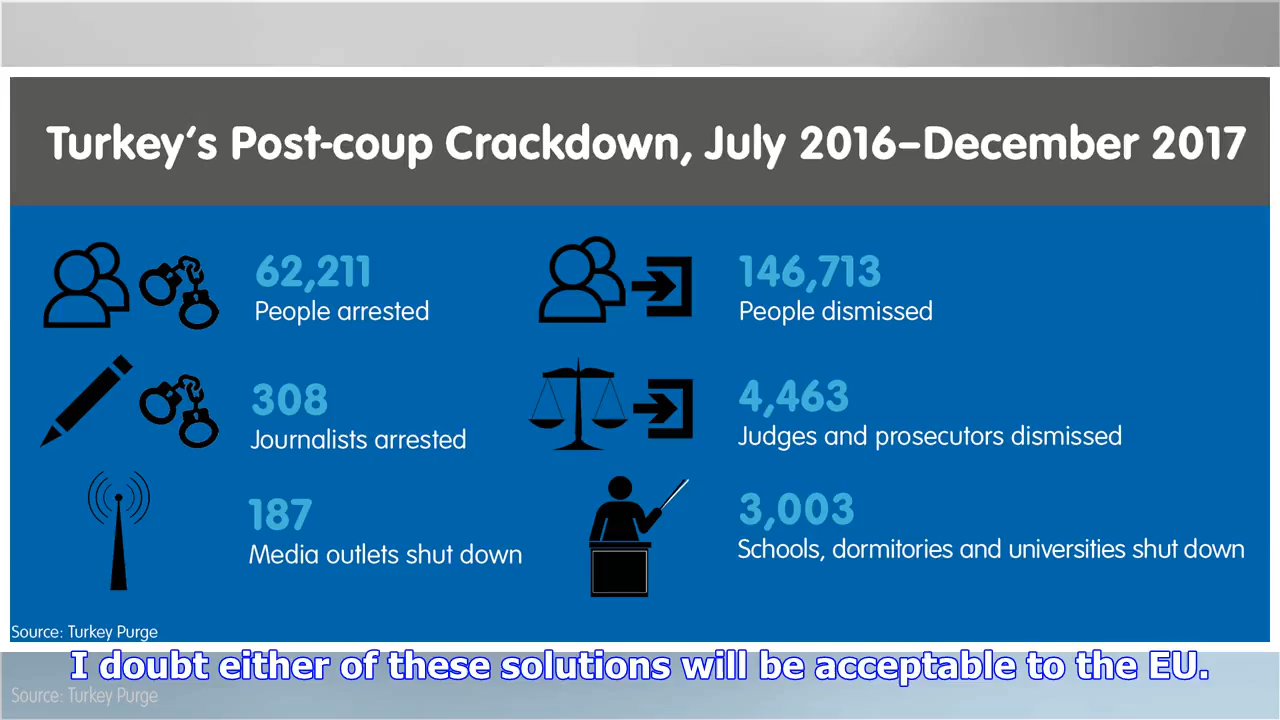 Turkey's Post-coup Crackdown, July 2016–December 2017
62,211
People arrested
146,713
People dismissed
308
Journalists arrested
4,463
Judges and prosecutors dismissed
187
Media outlets shut down
3,003
Schools, dormitories and universities shut down
Source: Turkey Purge
I doubt either of these solutions will be acceptable to the EU.
Source: Turkey Purge